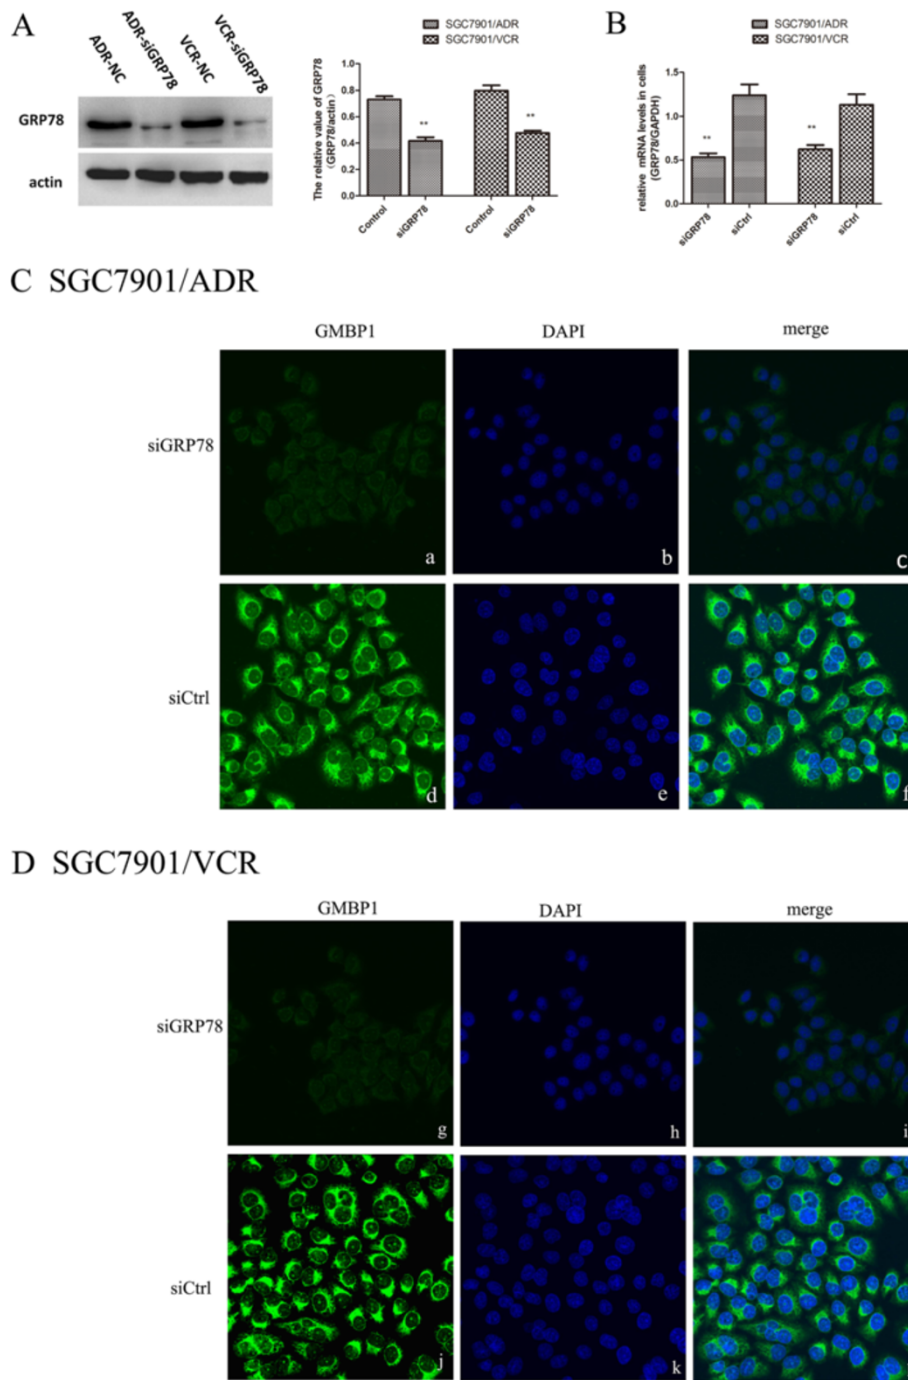 A
ADR-NC
ADR-siGRP78
VCR-NC
VCR-siGRP78
GRP78
actin
SGC7901/ADR
SGC7901/VCR
The relative value of GRP78
(GRP78/actin)
1.0
0.8
0.6
0.4
0.2
0.0
**
**
Control
siGRP78
Control
siGRP78
B
SGC7901/ADR
SGC7901/VCR
relative mRNA levels in cells
(GRP78/GAPDH)
1.5
1.0
0.5
0.0
**
**
siGRP78
siCtrl
siGRP78
siCtrl
C SGC7901/ADR
GMBP1 DAPI merge
siGRP78
a b c
siCtrl
d e f
D SGC7901/VCR
GMBP1 DAPI merge
siGRP78
g h i
siCtrl
j k